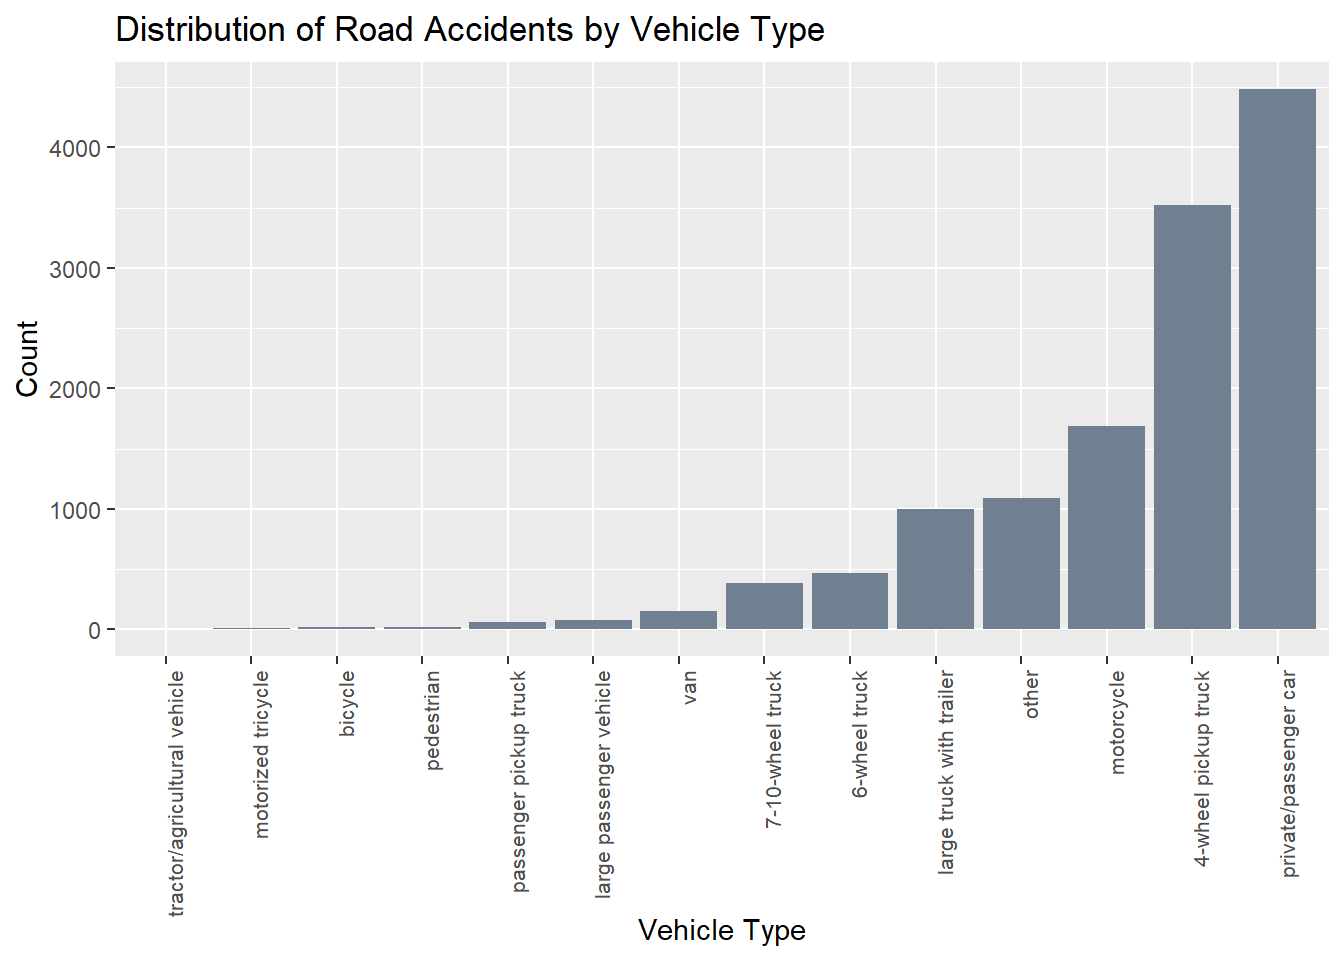 Distribution of Road Accidents by Vehicle Type
Count
4000
3000
2000
1000
0
tractor/agricultural vehicle
motorized tricycle
bicycle
pedestrian
passenger pickup truck
large passenger vehicle
van
7-10-wheel truck
6-wheel truck
large truck with trailer
other
motorcycle
4-wheel pickup truck
private/passenger car
Vehicle Type